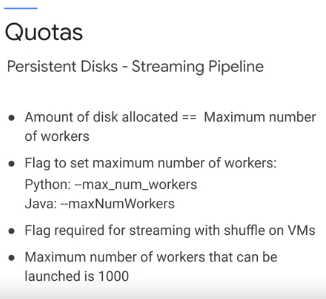 Quotas
Persistent Disks - Streaming Pipeline
● Amount of disk allocated == Maximum number
of workers
● Flag to set maximum number of workers:
Python: --max_num_workers
Java: --maxNumWorkers
● Flag required for streaming with shuffle on VMs
● Maximum number of workers that can be
launched is 1000